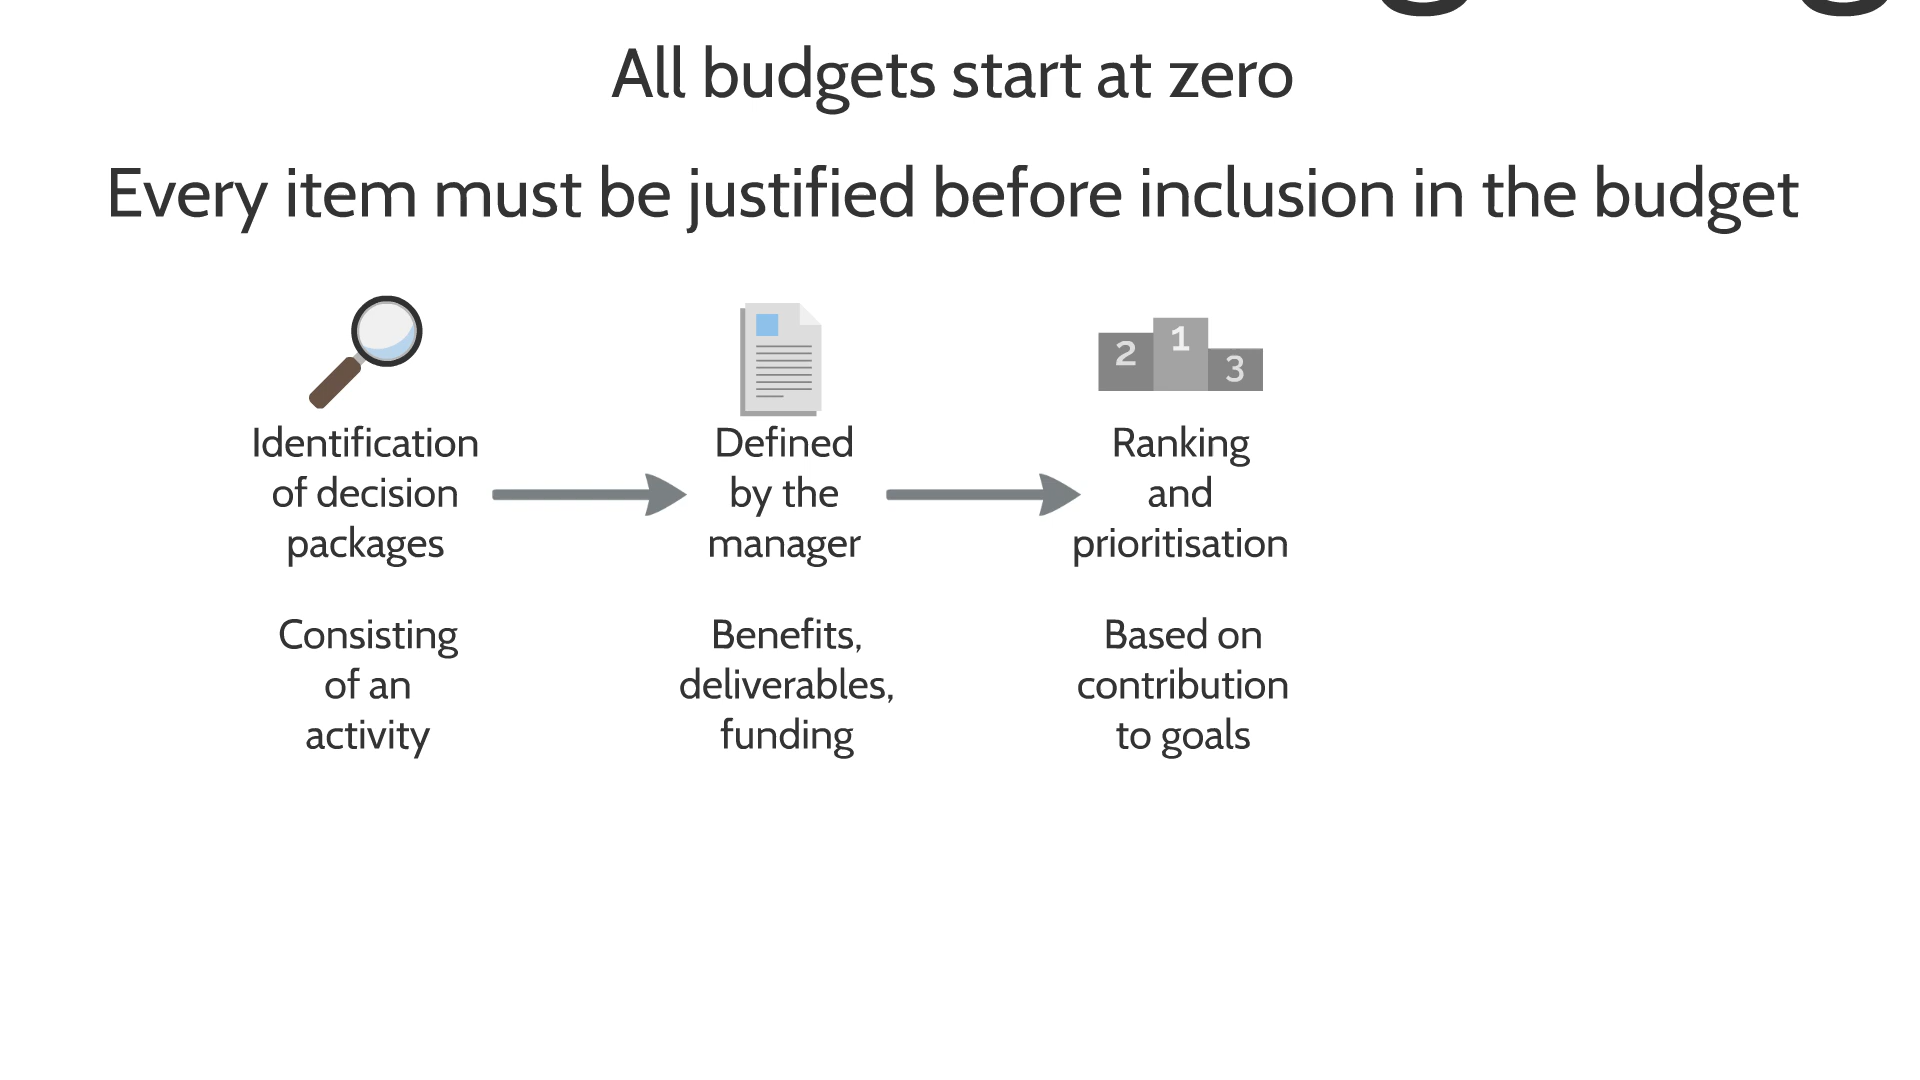 All budgets start at zero
Every item must be justified before inclusion in the budget
2
1
3
Identification
of decision
packages
Defined
by the
manager
Ranking
and
prioritisation
Consisting
of an
activity
Benefits,
deliverables,
funding
Based on
contribution
to goals